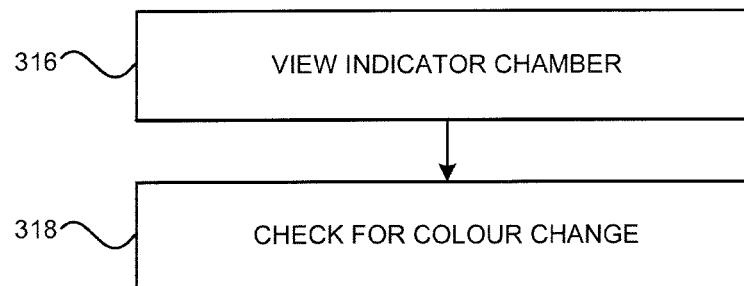 316 VIEW INDICATOR CHAMBER
318 CHECK FOR COLOUR CHANGE